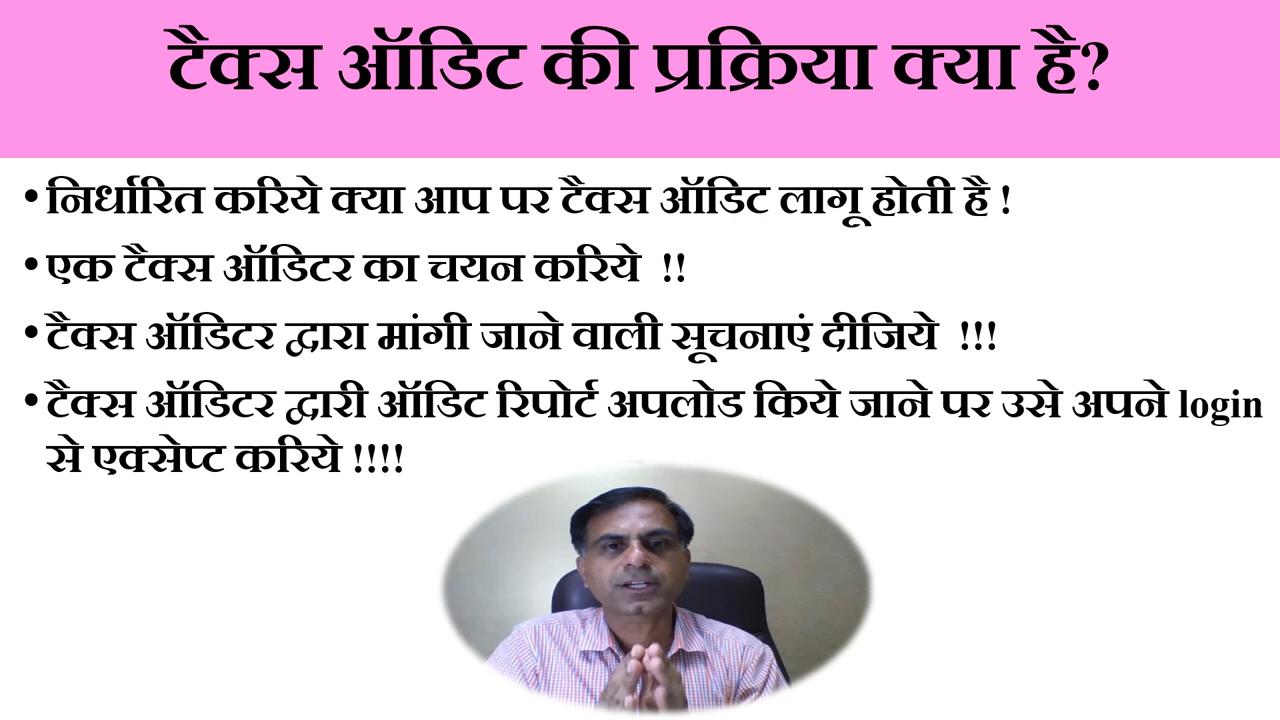 टैक्स ऑडिट की प्रक्रिया क्या है?
• निर्धारित करिये क्या आप पर टैक्स ऑडिट लागू होती है !
• एक टैक्स ऑडिटर का चयन करिये !!
• टैक्स ऑडिटर द्वारा मांगी जाने वाली सूचनाएं दीजिये !!!
• टैक्स ऑडिटर द्वारी ऑडिट रिपोर्ट अपलोड किये जाने पर उसे अपने login
से एक्सेप्ट करिये !!!!